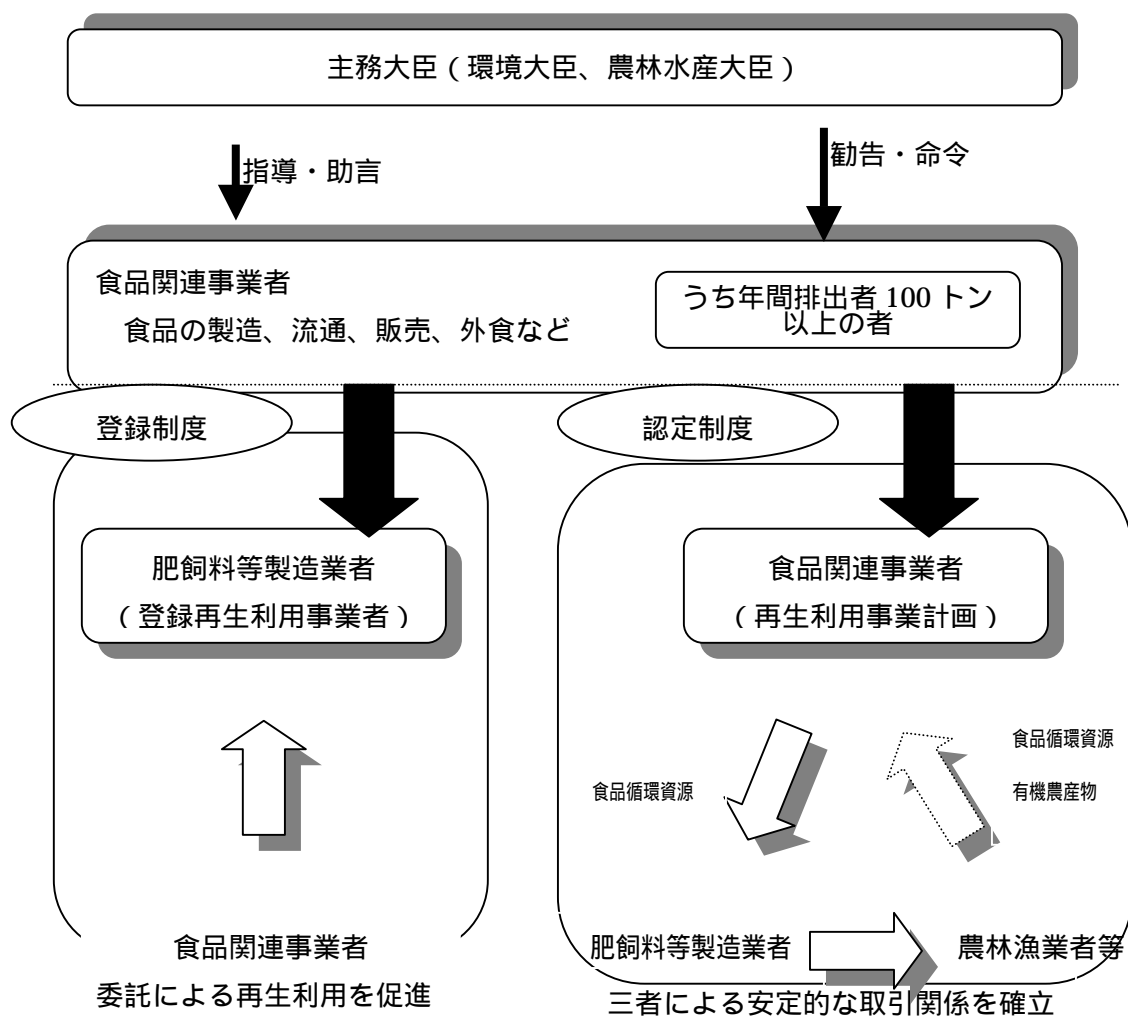 主務大臣（環境大臣、農林水産大臣）
指導・助言
勧告・命令
食品関連事業者
食品の製造、流通、販売、外食など
うち年間排出者 100 トン
以上の者
登録制度
認定制度
肥飼料等製造業者
（登録再生利用事業者）
食品関連事業者
（再生利用事業計画）
食品循環資源
食品循環資源
有機農産物
食品関連事業者
委託による再生利用を促進
肥飼料等製造業者
農林漁業者等
三者による安定的な取引関係を確立